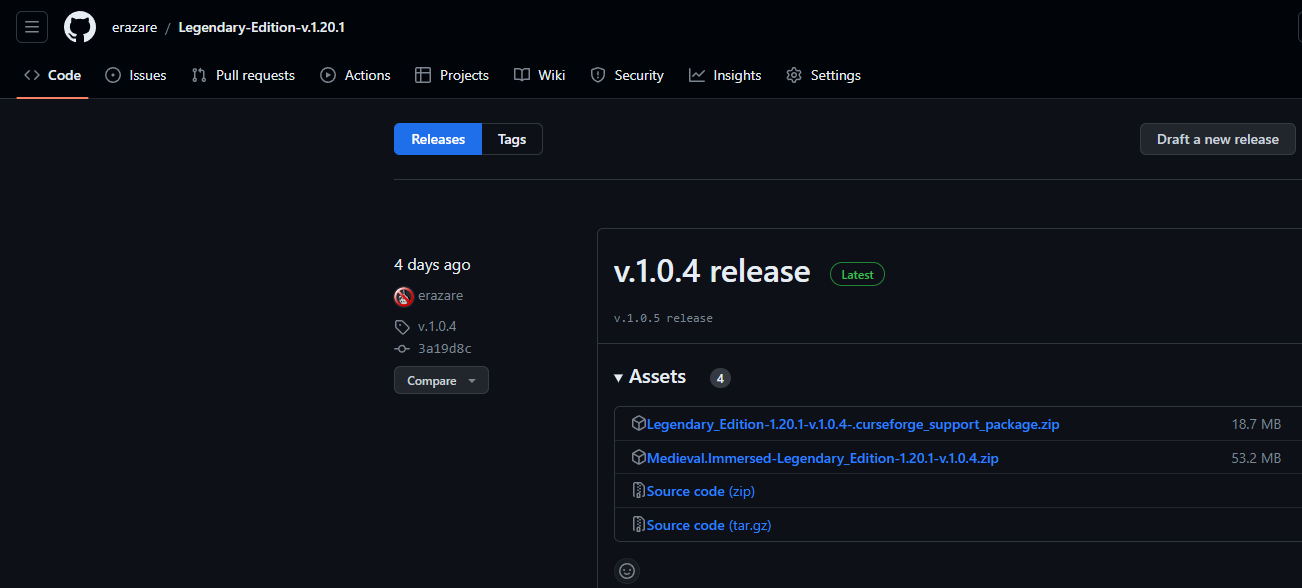 erazare / Legendary-Edition-v.1.20.1
Code Issues Pull requests Actions Projects Wiki Security Insights Settings
Releases Tags Draft a new release
4 days ago
erazare
v.1.0.4
3a19d8c
Compare
v.1.0.4 release Latest
v.1.0.5 release
Assets 4
Legendary_Edition-1.20.1-v.1.0.4-.curseforge_support_package.zip 18.7 MB
Medieval.Immersed-Legendary_Edition-1.20.1-v.1.0.4.zip 53.2 MB
Source code (zip)
Source code (tar.gz)